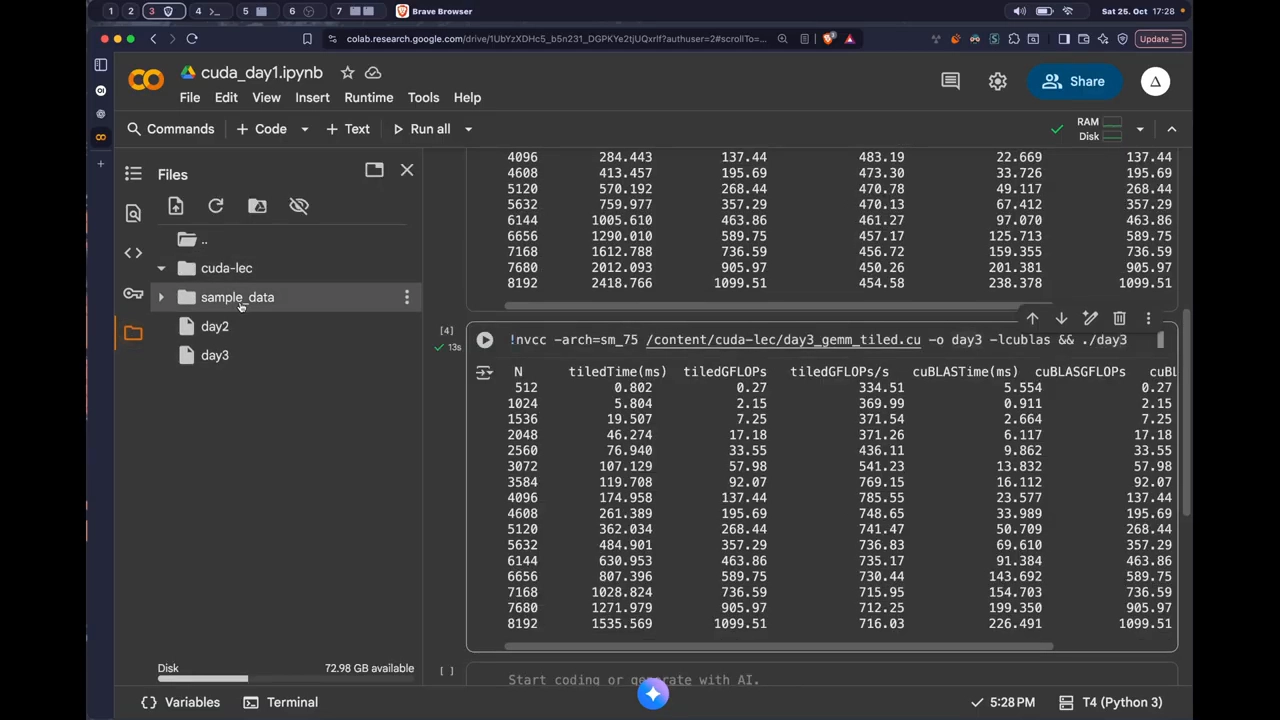 1 2 3 4 5 6 7 Brave Browser Sat 25. Oct 17:28
colab.research.google.com/drive/1UbYzXDHc5_b5n231_DGPKYe2tjUQxrlf?authuser=2#scrollTo=... Update
cuda_day1.ipynb
File Edit View Insert Runtime Tools Help
Share
Commands + Code + Text Run all
RAM
Disk
Files
..
cuda-lec
sample_data
day2
day3
Disk 72.98 GB available
4096 284.443 137.44 483.19 22.669 137.44
4608 413.457 195.69 473.30 33.726 195.69
5120 570.192 268.44 470.78 49.117 268.44
5632 759.977 357.29 470.13 67.412 357.29
6144 1005.610 463.86 461.27 97.070 463.86
6656 1290.010 589.75 457.17 125.713 589.75
7168 1612.788 736.59 456.72 159.355 736.59
7680 2012.093 905.97 450.26 201.381 905.97
8192 2418.766 1099.51 454.58 238.378 1099.51
[4]
13s
!nvcc -arch=sm_75 /content/cuda-lec/day3_gemm_tiled.cu -o day3 -lcublas && ./day3
N tiledTime(ms) tiledGFLOPs tiledGFLOPs/s cuBLASTime(ms) cuBLASGFLOPs cuBL
512 0.802 0.27 334.51 5.554 0.27
1024 5.804 2.15 369.99 0.911 2.15
1536 19.507 7.25 371.54 2.664 7.25
2048 46.274 17.18 371.26 6.117 17.18
2560 76.940 33.55 436.11 9.862 33.55
3072 107.129 57.98 541.23 13.832 57.98
3584 119.708 92.07 769.15 16.112 92.07
4096 174.958 137.44 785.55 23.577 137.44
4608 261.389 195.69 748.65 33.989 195.69
5120 362.034 268.44 741.47 50.709 268.44
5632 484.901 357.29 736.83 69.610 357.29
6144 630.953 463.86 735.17 91.384 463.86
6656 807.396 589.75 730.44 143.692 589.75
7168 1028.824 736.59 715.95 154.703 736.59
7680 1271.979 905.97 712.25 199.350 905.97
8192 1535.569 1099.51 716.03 226.491 1099.51
[ ] Start coding or generate with AI.
Variables Terminal 5:28 PM T4 (Python 3)